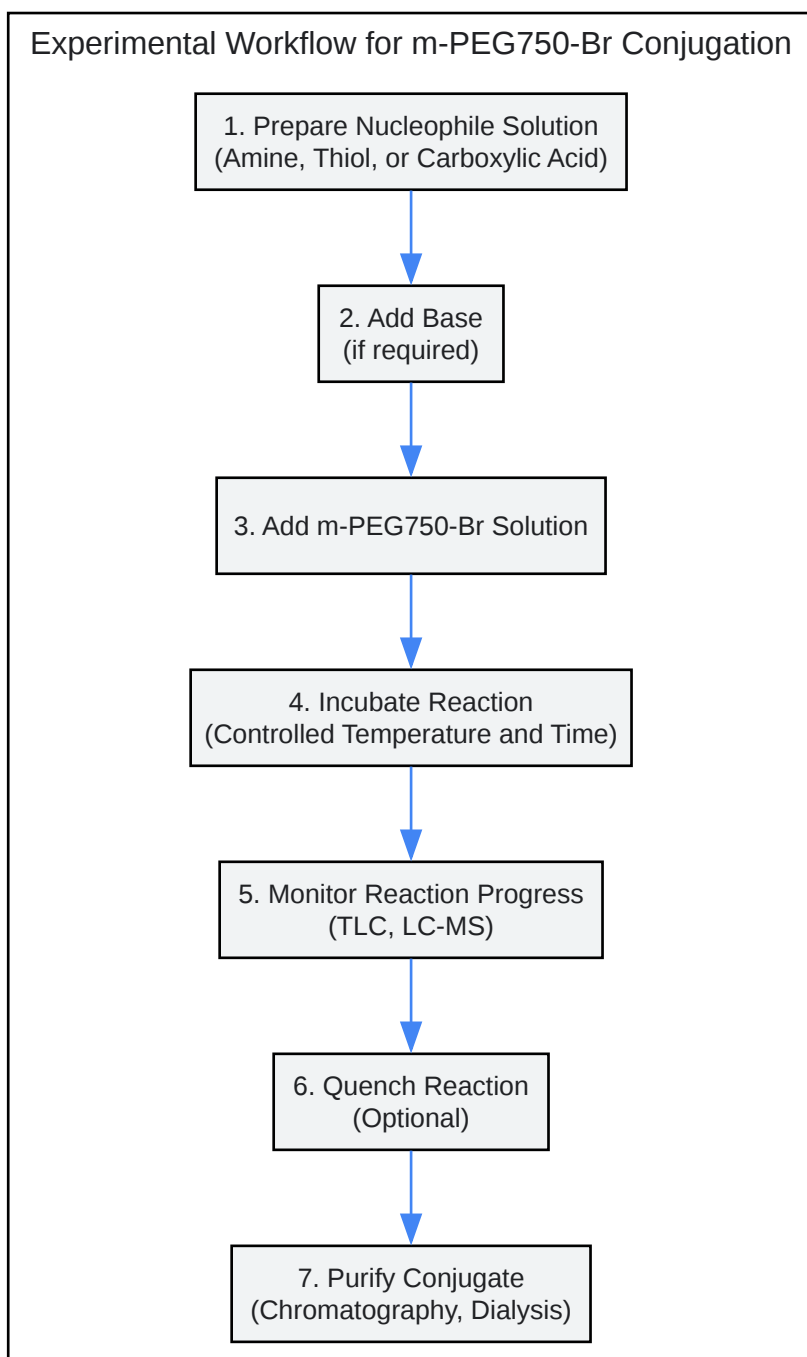 Experimental Workflow for m-PEG750-Br Conjugation
1. Prepare Nucleophile Solution
(Amine, Thiol, or Carboxylic Acid)
2. Add Base
(if required)
3. Add m-PEG750-Br Solution
4. Incubate Reaction
(Controlled Temperature and Time)
5. Monitor Reaction Progress
(TLC, LC-MS)
6. Quench Reaction
(Optional)
7. Purify Conjugate
(Chromatography, Dialysis)